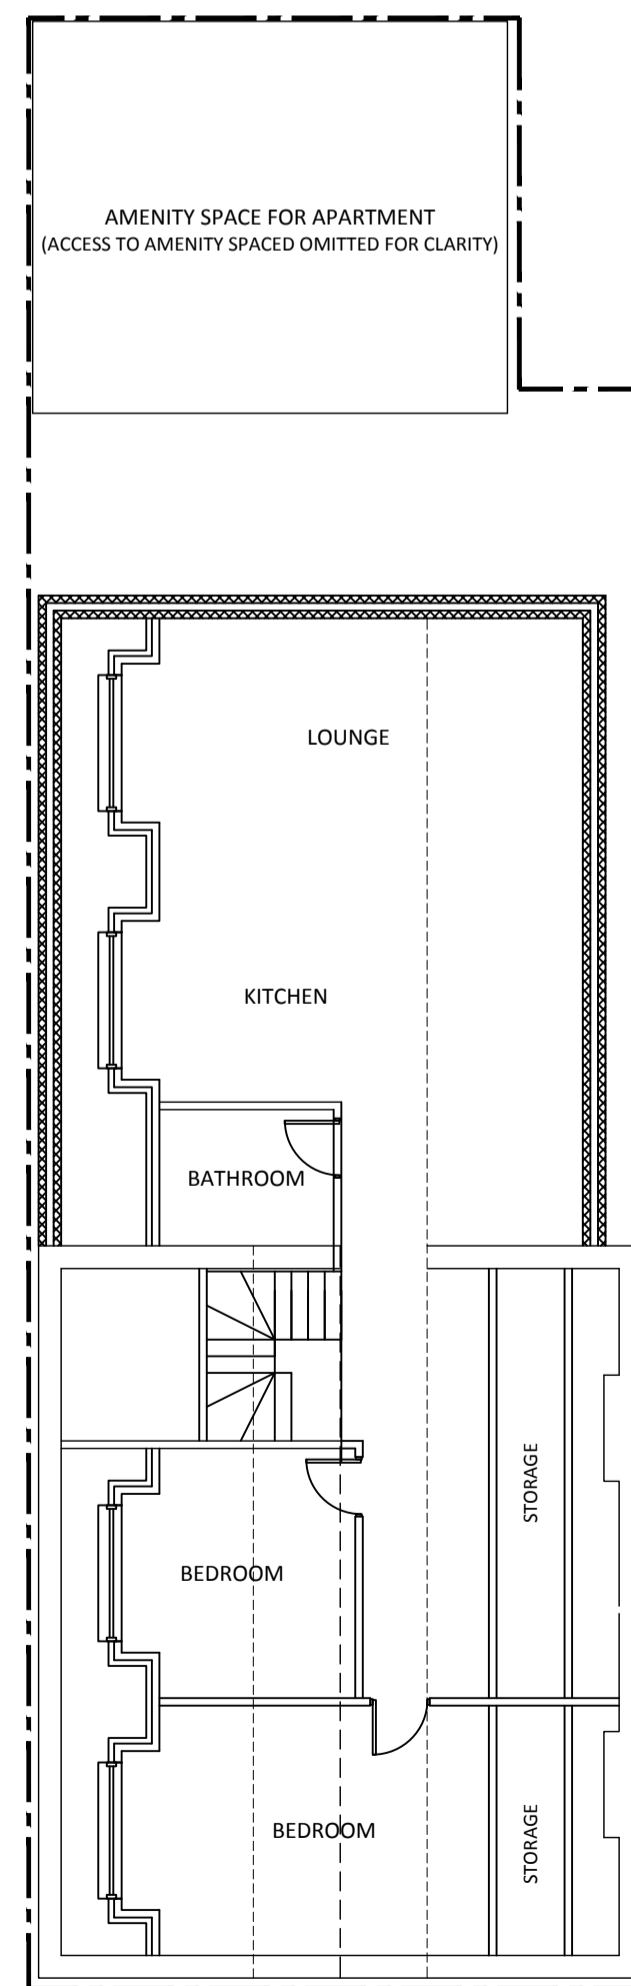 AMENITY SPACE FOR APARTMENT
(ACCESS TO AMENITY SPACED OMITTED FOR CLARITY)
LOUNGE
KITCHEN
BATHROOM
STORAGE
BEDROOM
BEDROOM
STORAGE